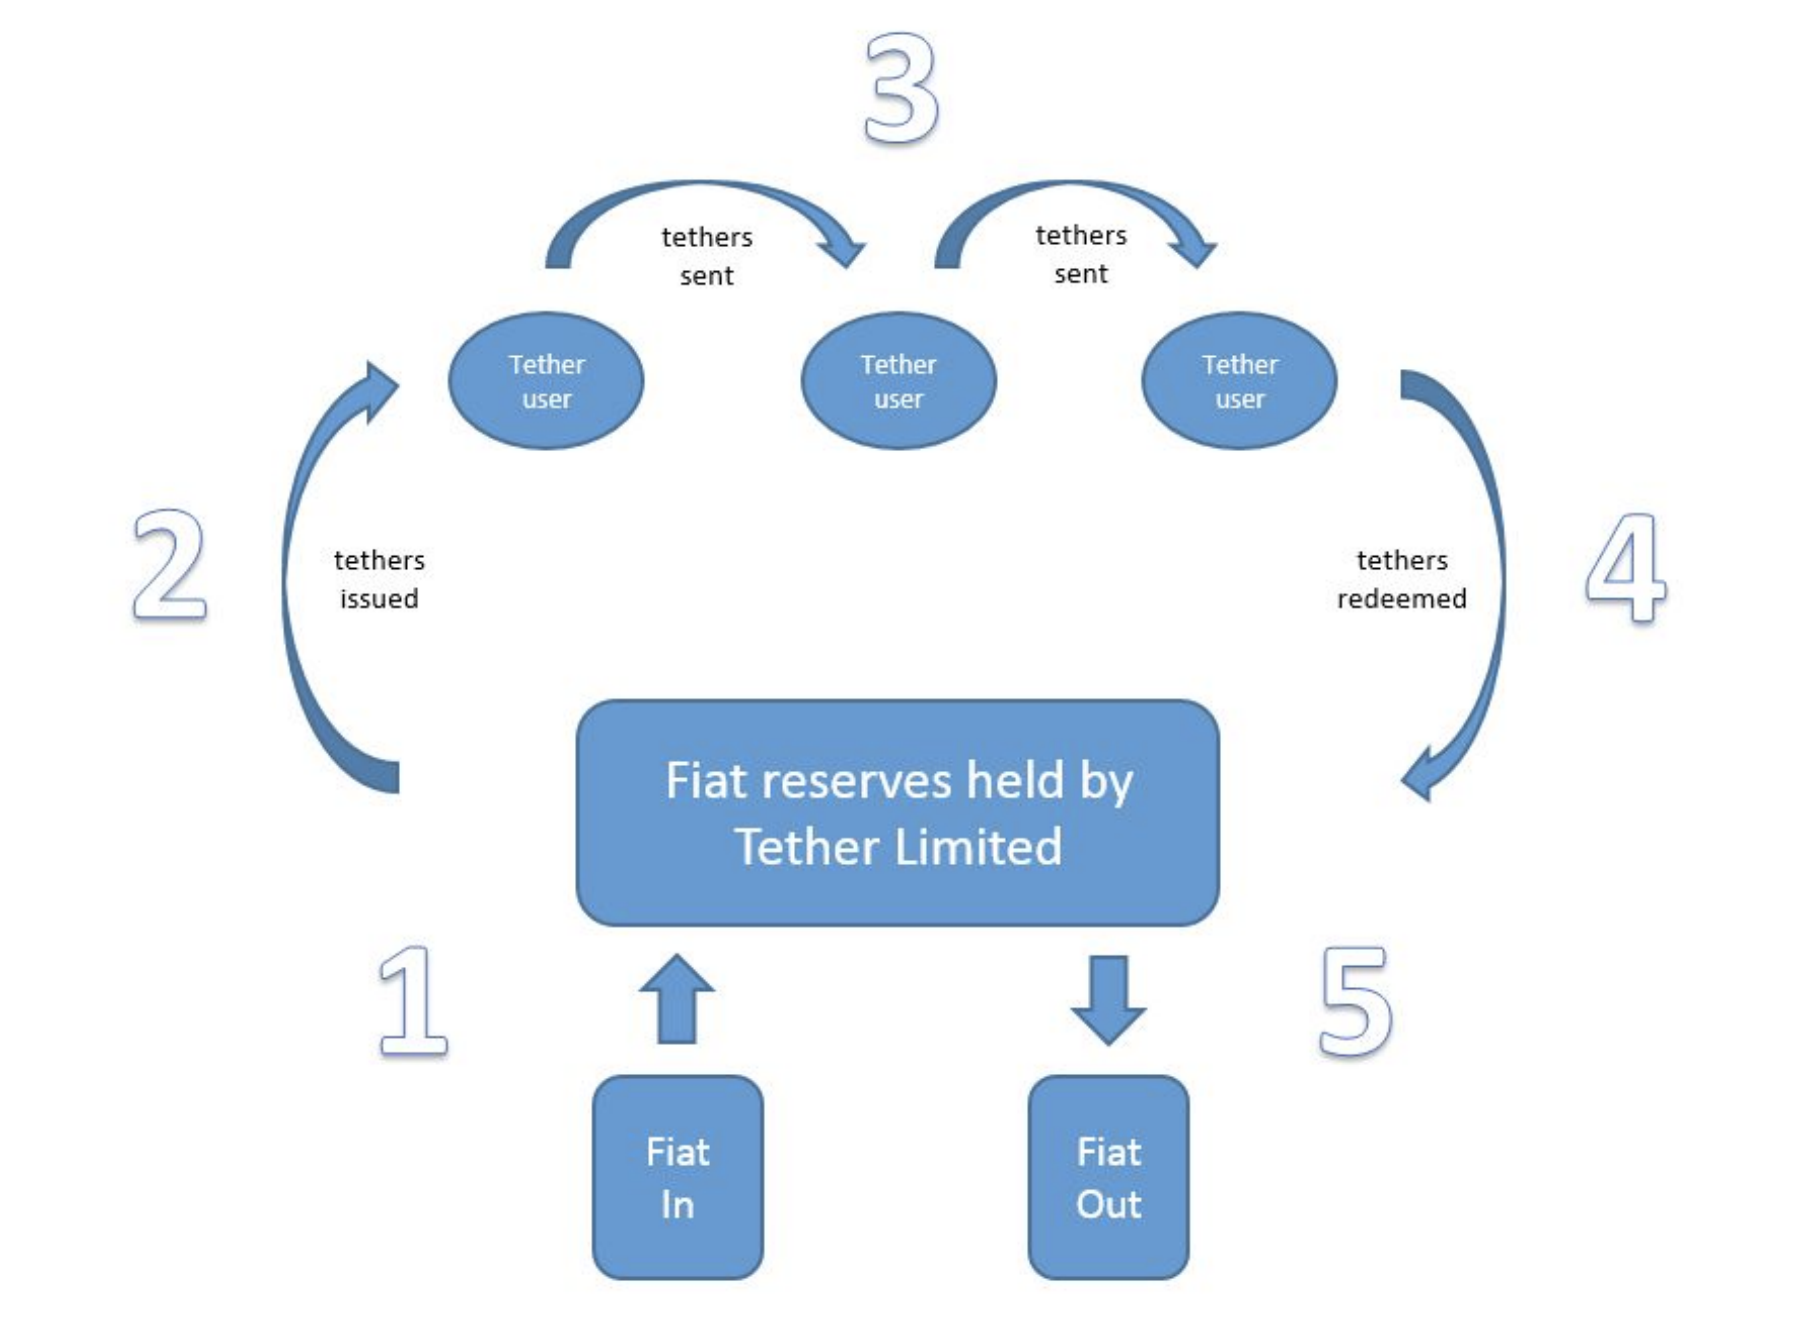 3
tethers
sent
tethers
sent
Tether
user
Tether
user
Tether
user
2
tethers
issued
tethers
redeemed
4
Fiat reserves held by
Tether Limited
1
5
Fiat
In
Fiat
Out